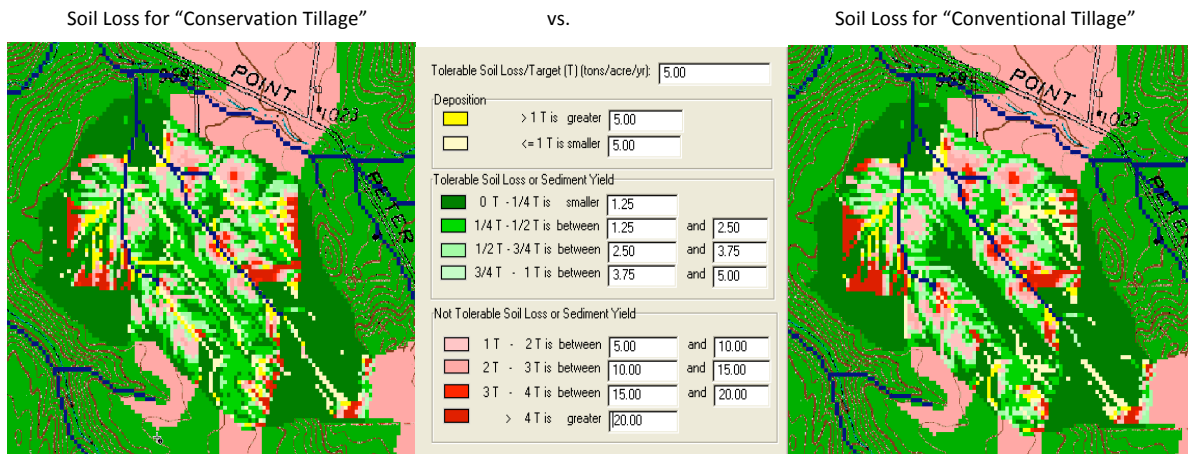 Soil Loss for “Conservation Tillage” vs. Soil Loss for “Conventional Tillage”
969
POINT
1023
PETER
Tolerable Soil Loss/Target (T) (tons/acre/yr): 5.00
Deposition
> 1 T is greater 5.00
<= 1 T is smaller 5.00
Tolerable Soil Loss or Sediment Yield
0 T - 1/4 T is smaller 1.25
1/4 T - 1/2 T is between 1.25 and 2.50
1/2 T - 3/4 T is between 2.50 and 3.75
3/4 T - 1 T is between 3.75 and 5.00
Not Tolerable Soil Loss or Sediment Yield
1 T - 2 T is between 5.00 and 10.00
2 T - 3 T is between 10.00 and 15.00
3 T - 4 T is between 15.00 and 20.00
> 4 T is greater 20.00
969
POINT
1023
PETER